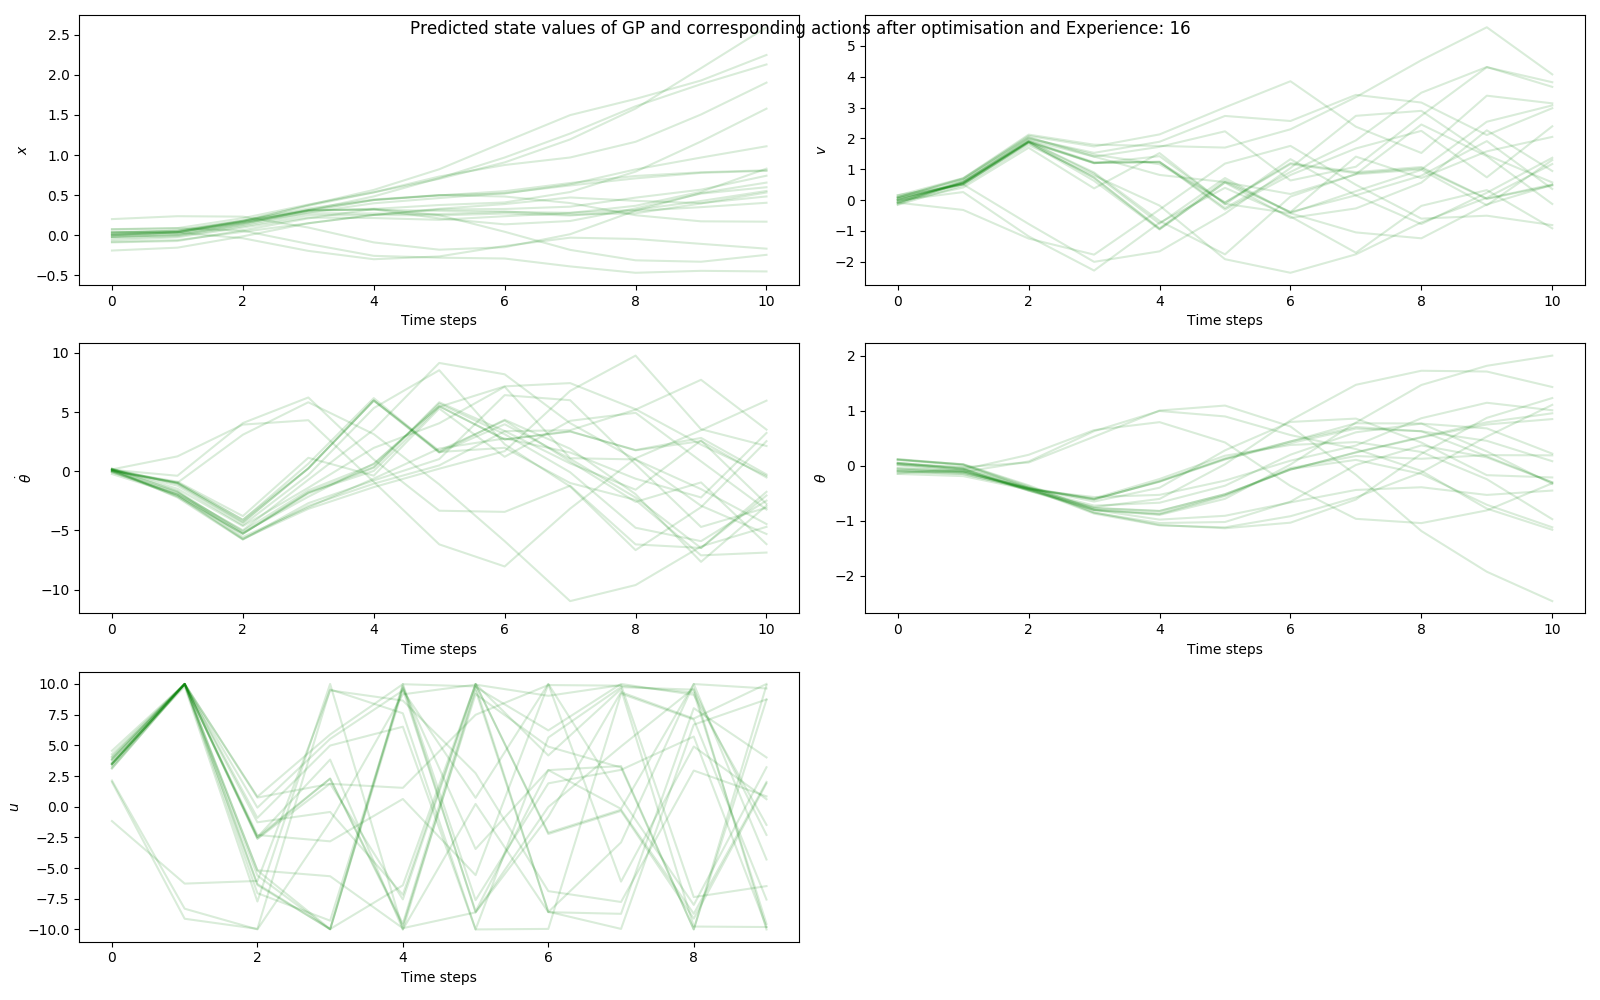 Predicted state values of GP and corresponding actions after optimisation and Experience: 16
2.5
2.0
1.5
1.0
0.5
0.0
−0.5
x
0 2 4 6 8 10
Time steps
5
4
3
2
1
0
−1
−2
v
0 2 4 6 8 10
Time steps
10
5
0
−5
−10
θ̇
0 2 4 6 8 10
Time steps
2
1
0
−1
−2
θ
0 2 4 6 8 10
Time steps
10.0
7.5
5.0
2.5
0.0
−2.5
−5.0
−7.5
−10.0
u
0 2 4 6 8
Time steps